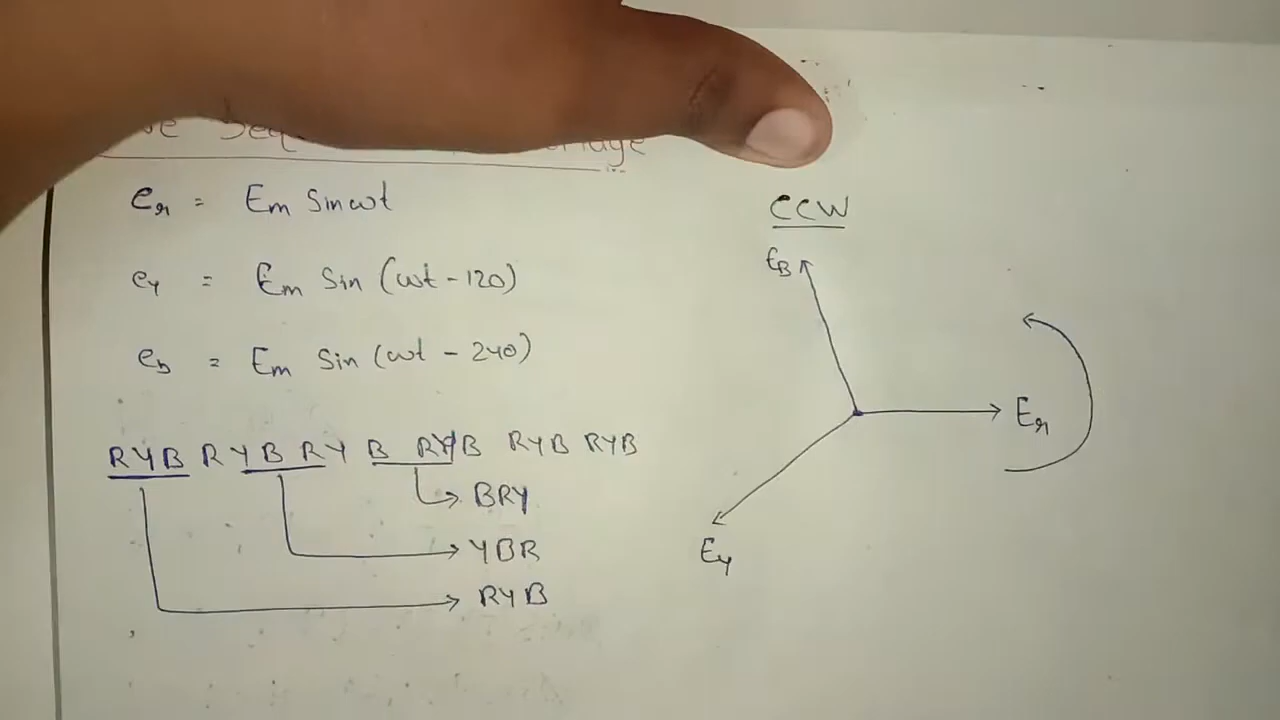 er = Em Sinωt
ey = Em Sin (ωt - 120)
eb = Em Sin (ωt - 240)
RYB RYB RY B RYB RYB RYB
BRY
YBR
RYB
CCW
EB
Er
Ey